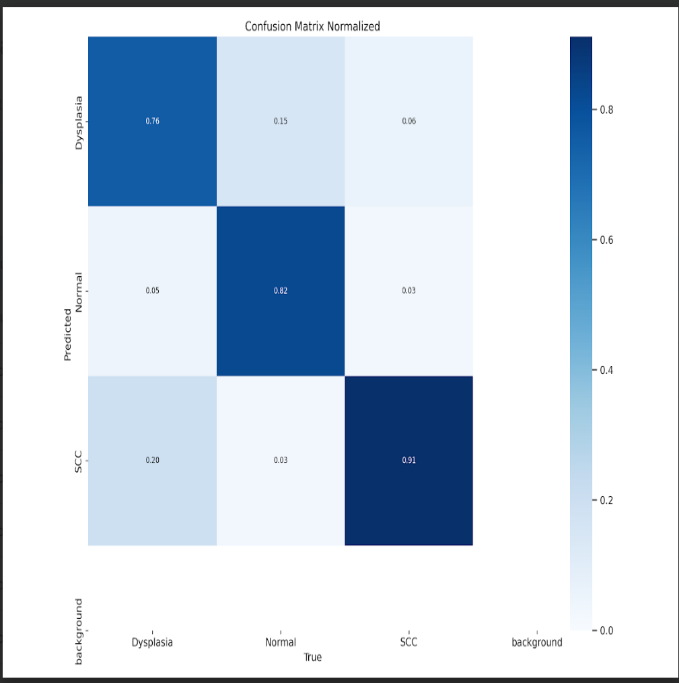 Confusion Matrix Normalized
Dysplasia
0.76
0.15
0.06
Normal
0.05
0.82
0.03
SCC
0.20
0.03
0.91
background
Predicted
Dysplasia
Normal
SCC
background
True
0.8
0.6
0.4
0.2
0.0